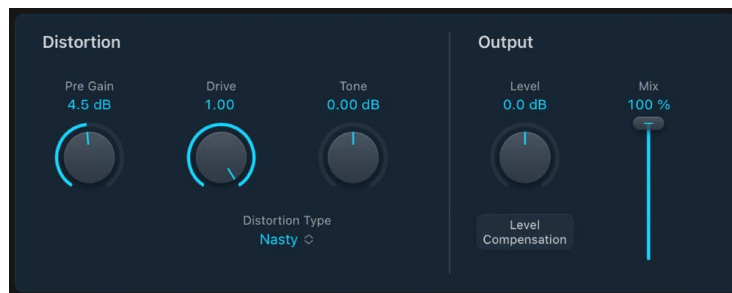 Distortion
Output
Pre Gain
4.5 dB
Drive
1.00
Tone
0.00 dB
Level
0.0 dB
Mix
100 %
Distortion Type
Nasty
Level
Compensation